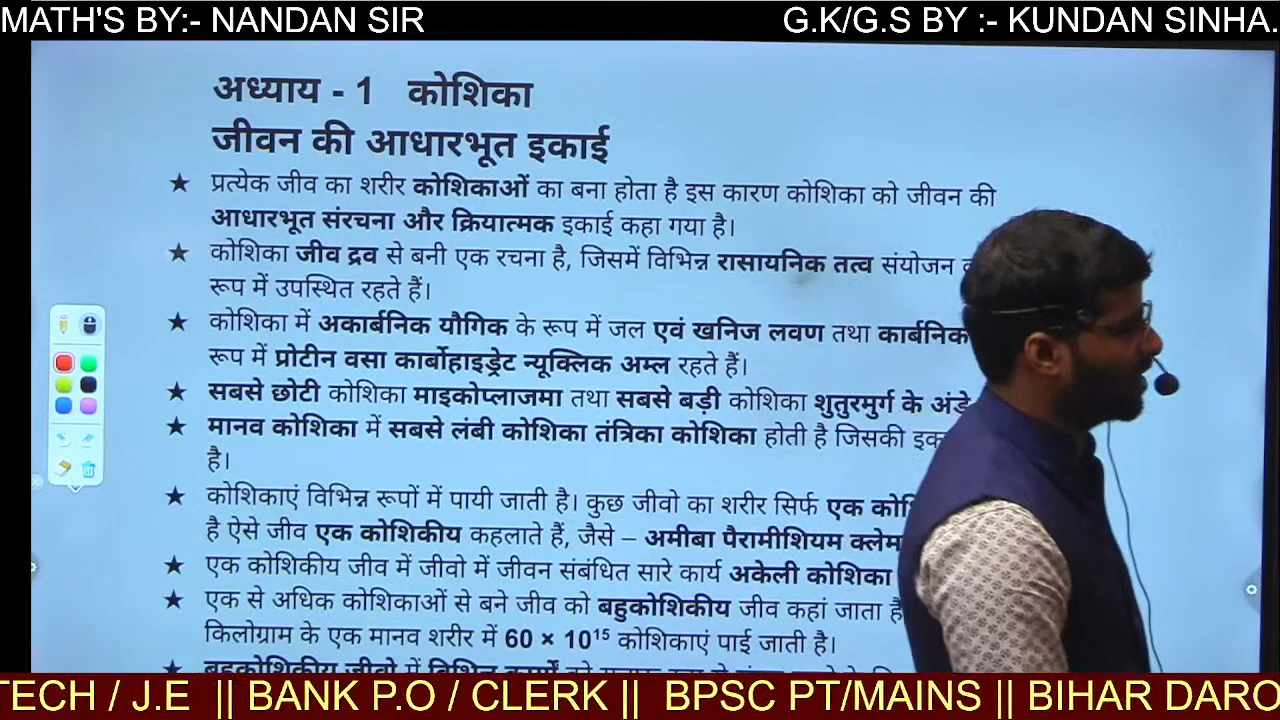 MATH'S BY:- NANDAN SIR
G.K/G.S BY :- KUNDAN SINHA.
अध्याय - 1 कोशिका
जीवन की आधारभूत इकाई
★ प्रत्येक जीव का शरीर कोशिकाओं का बना होता है इस कारण कोशिका को जीवन की
आधारभूत संरचना और क्रियात्मक इकाई कहा गया है।
★ कोशिका जीव द्रव से बनी एक रचना है, जिसमें विभिन्न रासायनिक तत्व संयोजन
रूप में उपस्थित रहते हैं।
★ कोशिका में अकार्बनिक यौगिक के रूप में जल एवं खनिज लवण तथा कार्बनिक
रूप में प्रोटीन वसा कार्बोहाइड्रेट न्यूक्लिक अम्ल रहते हैं।
★ सबसे छोटी कोशिका माइकोप्लाजमा तथा सबसे बड़ी कोशिका शुतुरमुर्ग के अंडे
★ मानव कोशिका में सबसे लंबी कोशिका तंत्रिका कोशिका होती है जिसकी
है।
★ कोशिकाएं विभिन्न रूपों में पायी जाती है। कुछ जीवो का शरीर सिर्फ एक
है ऐसे जीव एक कोशिकीय कहलाते हैं, जैसे – अमीबा पैरामीशियम
★ एक कोशिकीय जीव में जीवो में जीवन संबंधित सारे कार्य अकेली कोशिका
★ एक से अधिक कोशिकाओं से बने जीव को बहुकोशिकीय जीव कहां जाता है
किलोग्राम के एक मानव शरीर में 60 × 10¹⁵ कोशिकाएं पाई जाती है।
★ बहुकोशिकीय जीवो में विभिन्न कार्यों
TECH / J.E || BANK P.O / CLERK || BPSC PT/MAINS || BIHAR DARO